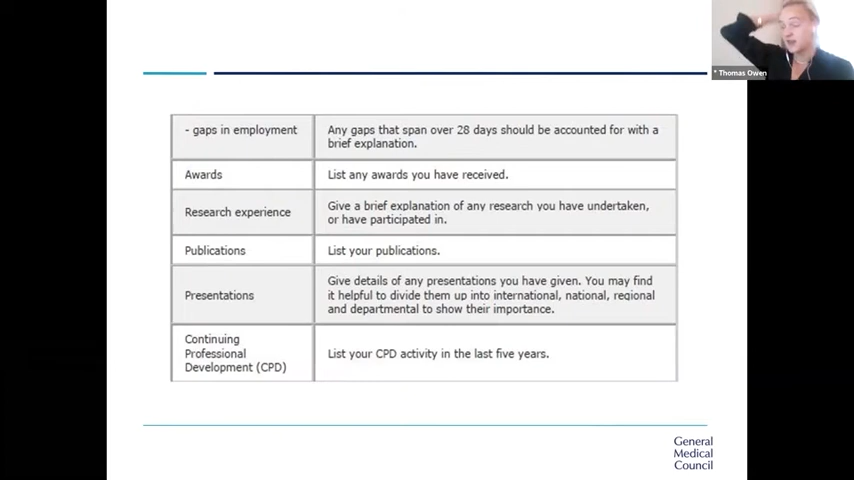 * Thomas Owen
- gaps in employment
Any gaps that span over 28 days should be accounted for with a
brief explanation.
Awards
List any awards you have received.
Research experience
Give a brief explanation of any research you have undertaken,
or have participated in.
Publications
List your publications.
Presentations
Give details of any presentations you have given. You may find
it helpful to divide them up into international, national, regional
and departmental to show their importance.
Continuing
Professional
Development (CPD)
List your CPD activity in the last five years.
General
Medical
Council